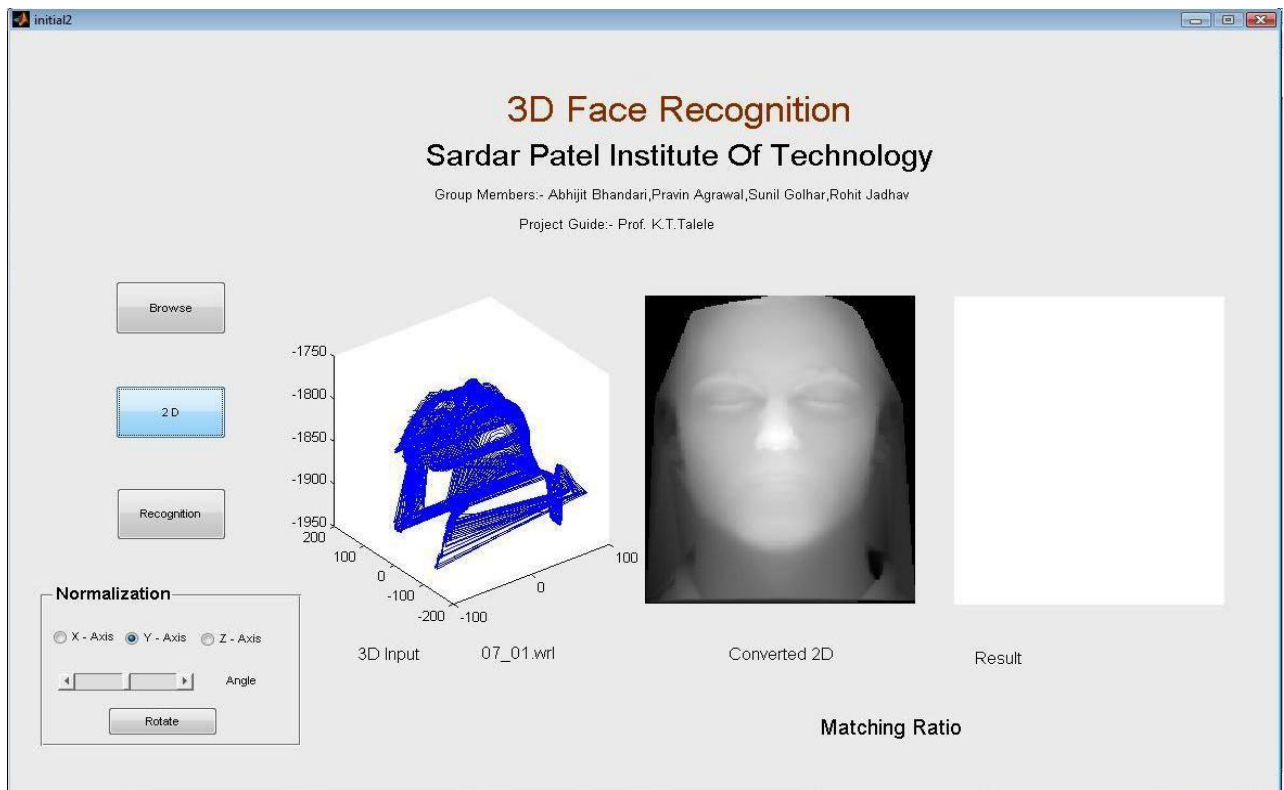 initial2
3D Face Recognition
Sardar Patel Institute Of Technology
Group Members:- Abhijit Bhandari,Pravin Agrawal,Sunil Golhar,Rohit Jadhav
Project Guide:- Prof. K.T.Talele
Browse
2 D
Recognition
-1750
-1800
-1850
-1900
-1950
200
100
0
-100
-200
-100
0
100
Normalization
X - Axis Y - Axis Z - Axis
Angle
Rotate
3D Input 07_01.wrl Converted 2D Result
Matching Ratio